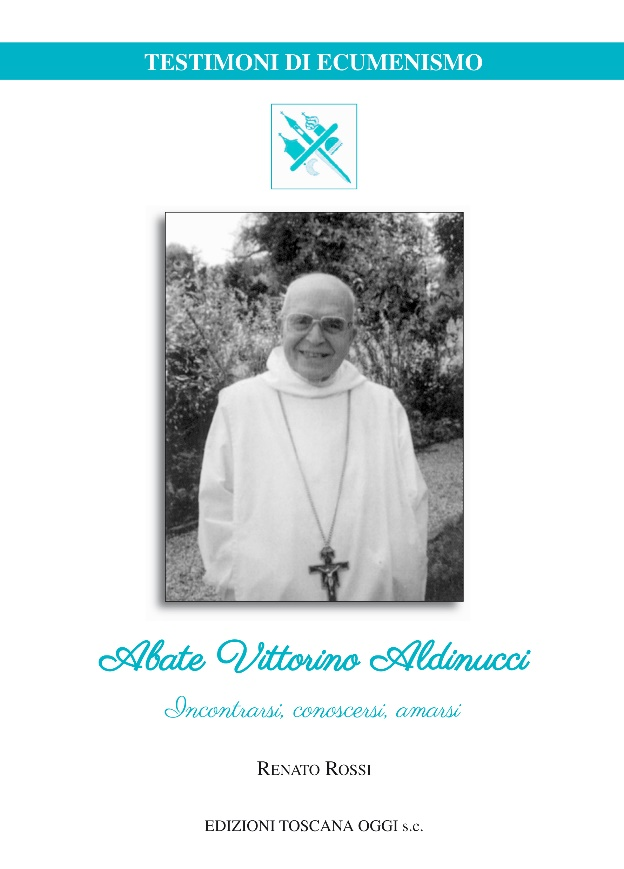 TESTIMONI DI ECUMENISMO
Abate Vittorino Aldinucci
Incontrarsi, conoscersi, amarsi
RENATO ROSSI
EDIZIONI TOSCANA OGGI s.c.